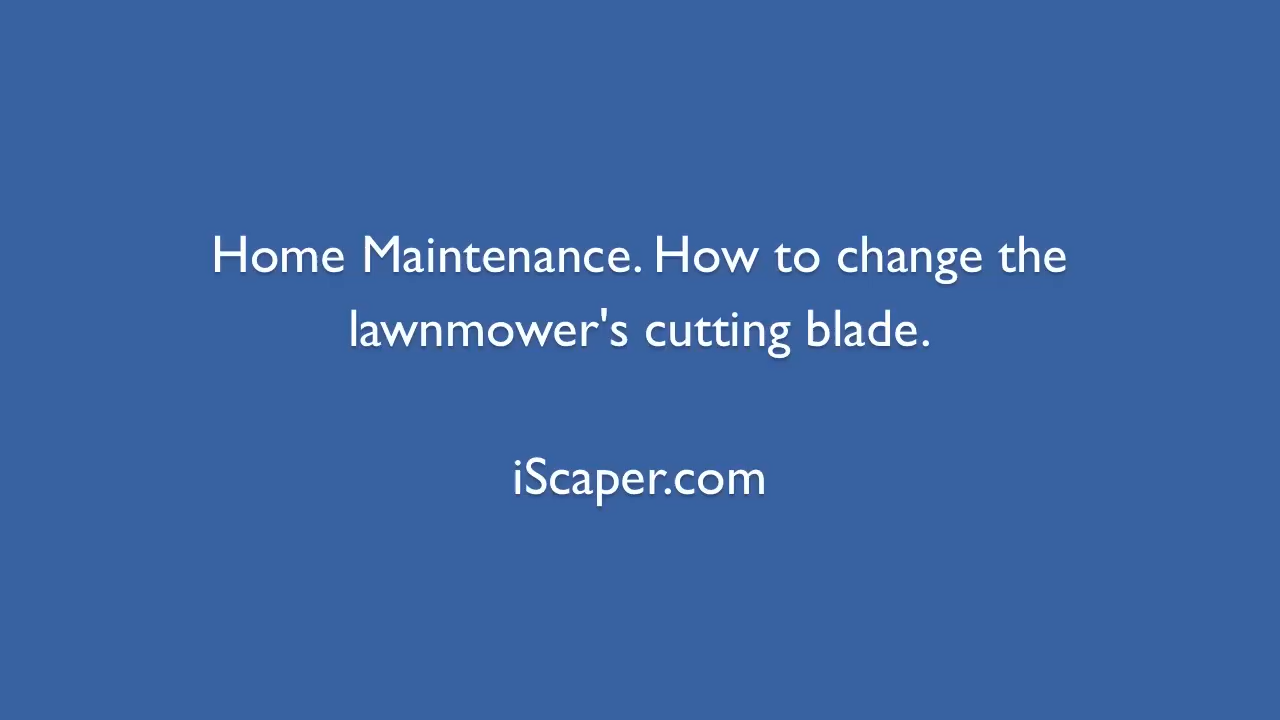 Home Maintenance. How to change the
lawnmower's cutting blade.
iScaper.com